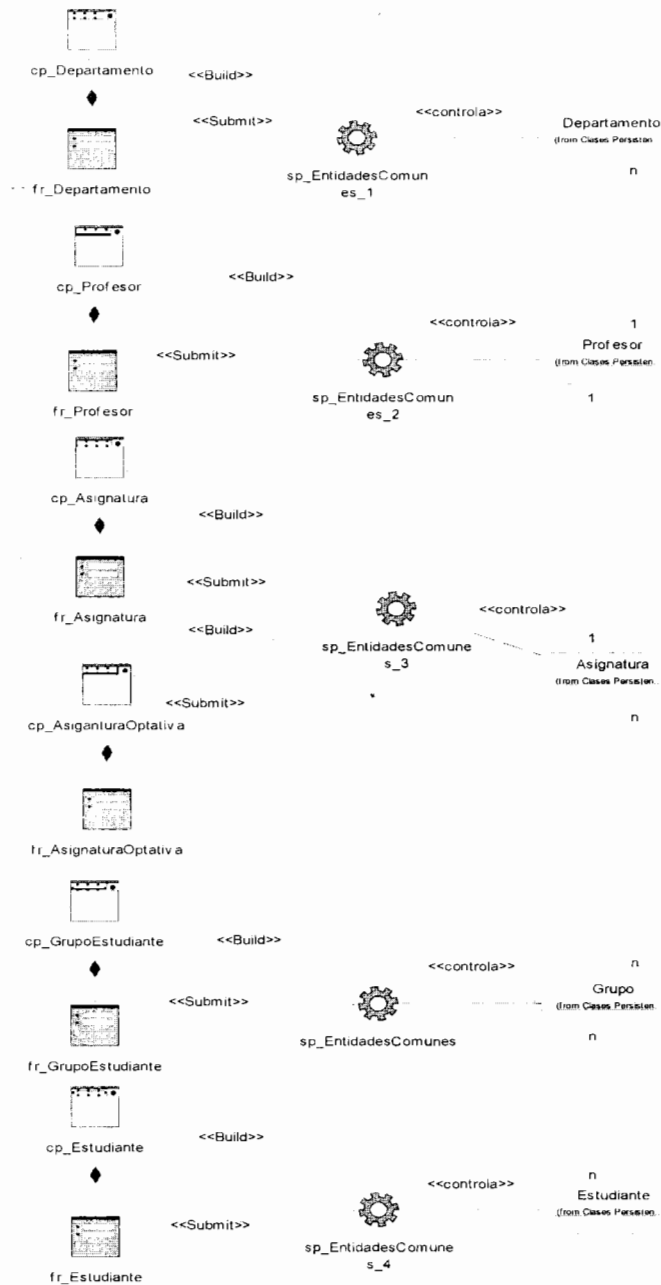 cp_Departamento
<<Build>>
<<Submit>>
<<controla>>
Departamento
(from Clases Persisten
n
fr_Departamento
sp_EntidadesComun
es_1
cp_Profesor
<<Build>>
<<controla>>
1
<<Submit>>
Profesor
(from Clases Persisten
1
fr_Profesor
sp_EntidadesComun
es_2
cp_Asignatura
<<Build>>
<<Submit>>
fr_Asignatura
<<controla>>
<<Build>>
sp_EntidadesComune
s_3
1
Asignatura
(from Clases Persisten...
n
<<Submit>>
cp_AsiganturaOptativa
fr_AsignaturaOptativa
cp_GrupoEstudiante
<<Build>>
<<controla>>
n
Grupo
(from Clases Persisten
n
<<Submit>>
sp_EntidadesComunes
fr_GrupoEstudiante
cp_Estudiante
<<Build>>
<<controla>>
n
Estudiante
(from Clases Persisten...
<<Submit>>
sp_EntidadesComune
s_4
fr_Estudiante